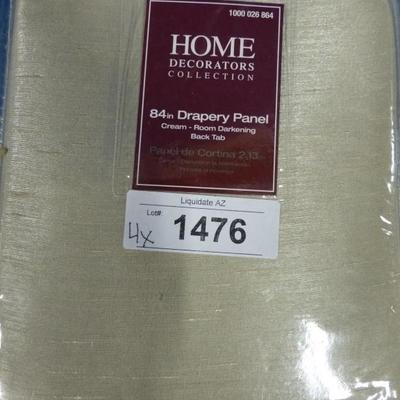 1000 026 864
HOME
DECORATORS
COLLECTION
84in Drapery Panel
Cream - Room Darkening
Back Tab
Panel de Cortina 2,13
Liquidate AZ
Lot#:
4x
1476